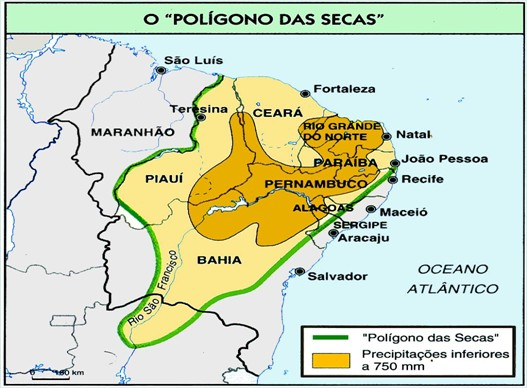 O “POLÍGONO DAS SECAS”
São Luís
Fortaleza
Teresina
CEARÁ
MARANHÃO
RIO GRANDE
DO NORTE
Natal
PARAÍBA
João Pessoa
PIAUÍ
PERNAMBUCO
Recife
ALAGOAS
Maceió
SERGIPE
Aracaju
BAHIA
Rio São Francisco
Salvador
OCEANO
ATLÂNTICO
"Polígono das Secas"
Precipitações inferiores
a 750 mm